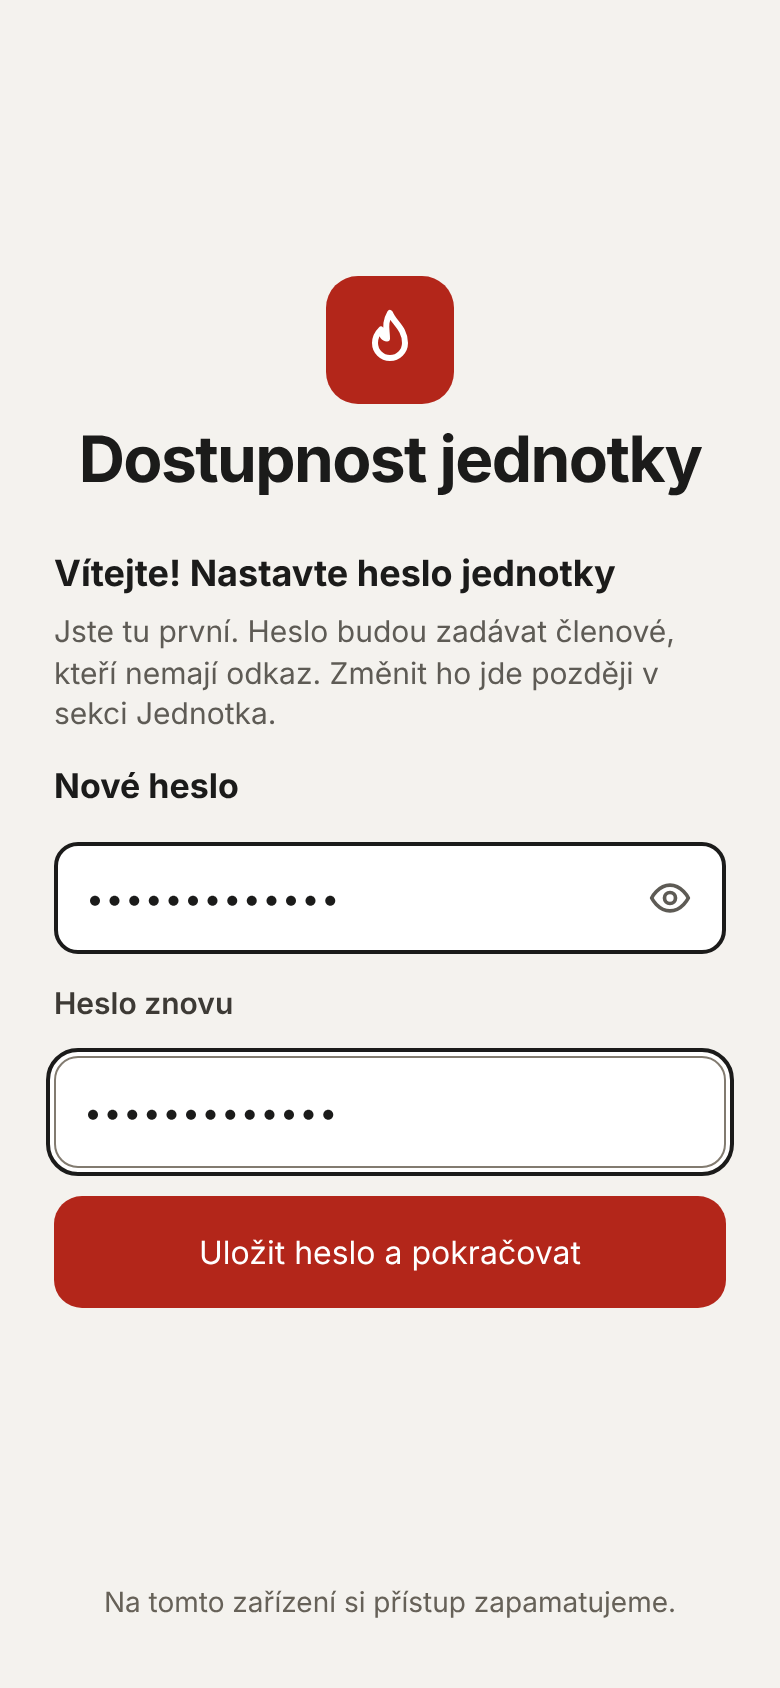 Dostupnost jednotky
Vítejte! Nastavte heslo jednotky
Jste tu první. Heslo budou zadávat členové,
kteří nemají odkaz. Změnit ho jde později v
sekci Jednotka.
Nové heslo
•••••••••••••
Heslo znovu
•••••••••••••
Uložit heslo a pokračovat
Na tomto zařízení si přístup zapamatujeme.